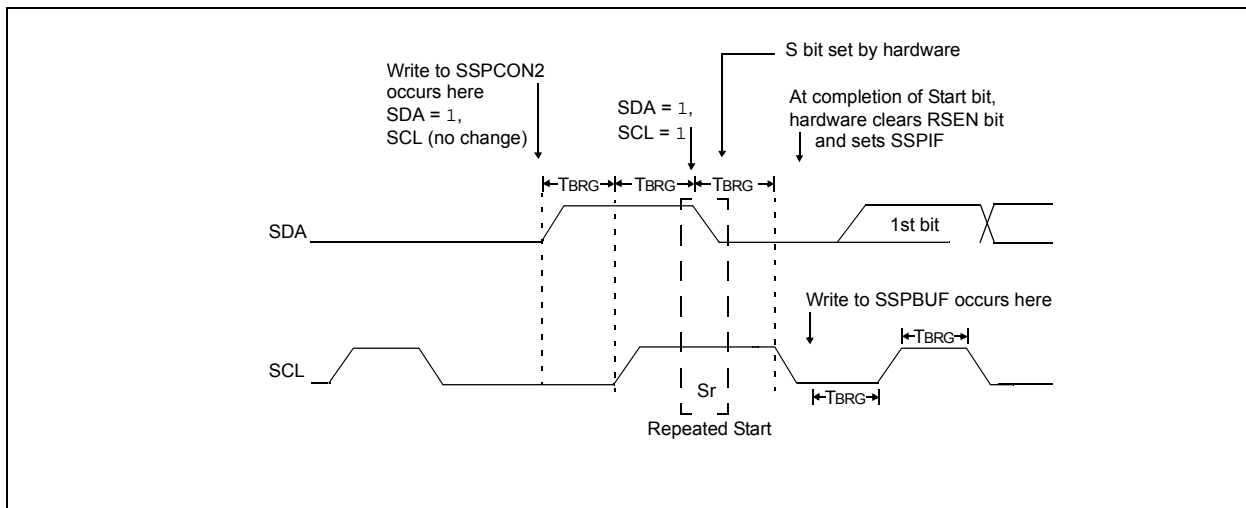 S bit set by hardware
Write to SSPCON2
occurs here
SDA = 1,
SCL (no change)
SDA = 1,
SCL = 1
At completion of Start bit,
hardware clears RSEN bit
and sets SSPIF
TBRG TBRG TBRG
SDA
1st bit
Write to SSPBUF occurs here
TBRG
SCL
Sr
TBRG
Repeated Start